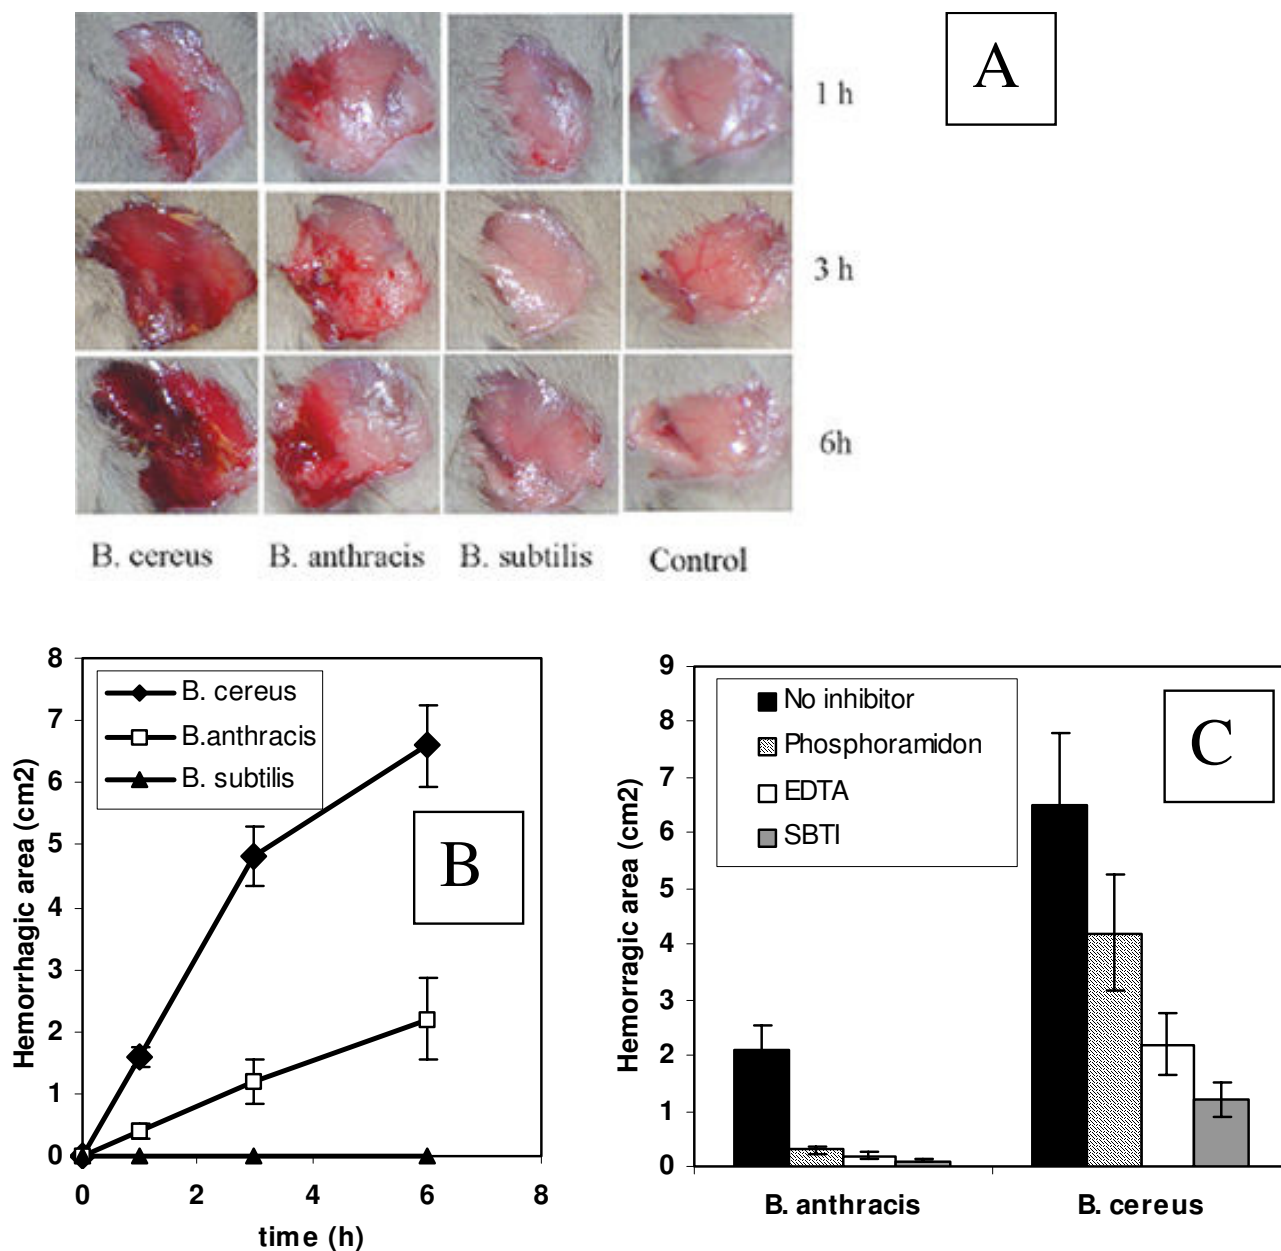 A
1 h
3 h
6h
B. cereus B. anthracis B. subtilis Control
8
7
6
5
4
3
2
1
0
Hemorrhagic area (cm2)
B. cereus
B.anthracis
B. subtilis
B
0 2 4 6 8
time (h)
9
8
7
6
5
4
3
2
1
0
Hemorragic area (cm2)
No inhibitor
Phosphoramidon
EDTA
SBTI
C
B. anthracis B. cereus